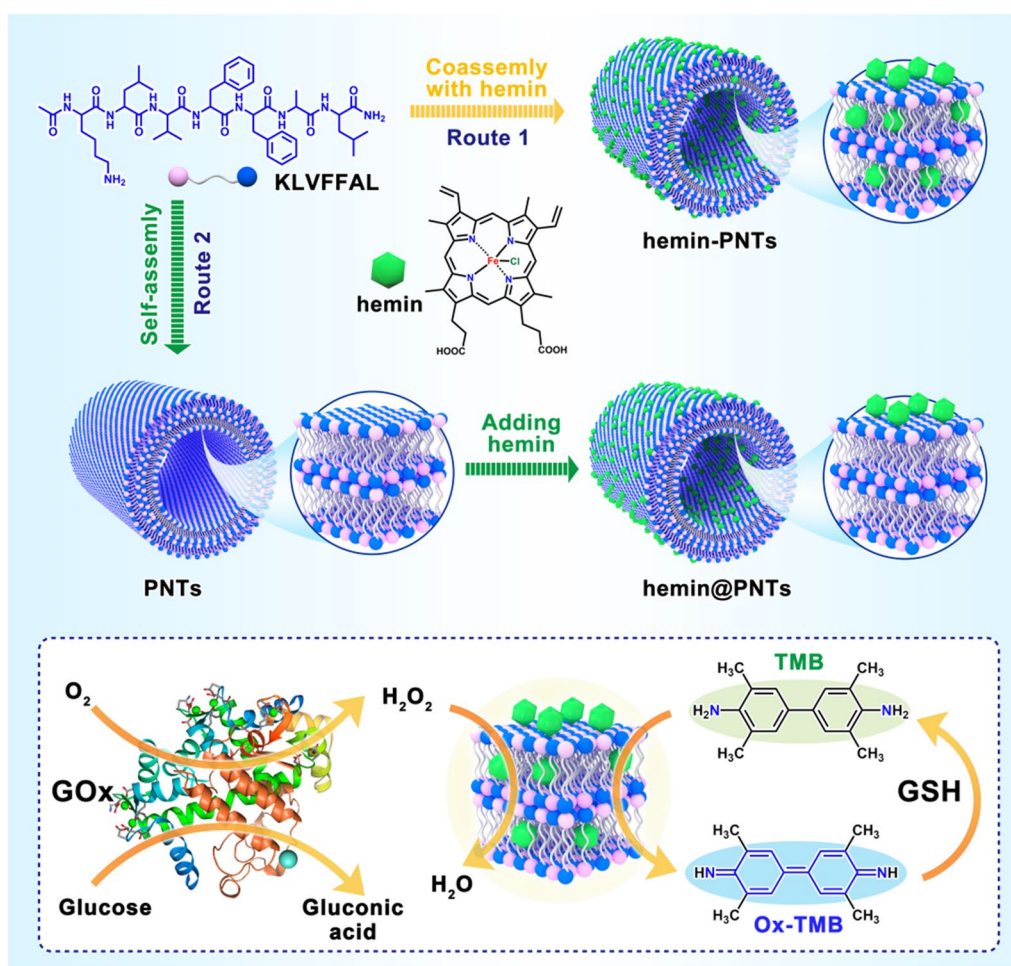 Coassemly
with hemin
Route 1
hemin-PNTs
O
H
N
O
H
N
O
H
N
O
NH₂
N
H
O
N
H
O
N
H
O
N
H
O
NH₂
KLVFFAL
Self-assembly
Route 2
hemin
N
N
Fe
Cl
N
N
HOOC
COOH
PNTs
Adding
hemin
hemin@PNTs
O₂
H₂O₂
GOx
Glucose
Gluconic
acid
H₂O
TMB
H₃C
CH₃
H₂N
NH₂
H₃C
CH₃
GSH
H₃C
CH₃
HN
NH
H₃C
CH₃
Ox-TMB